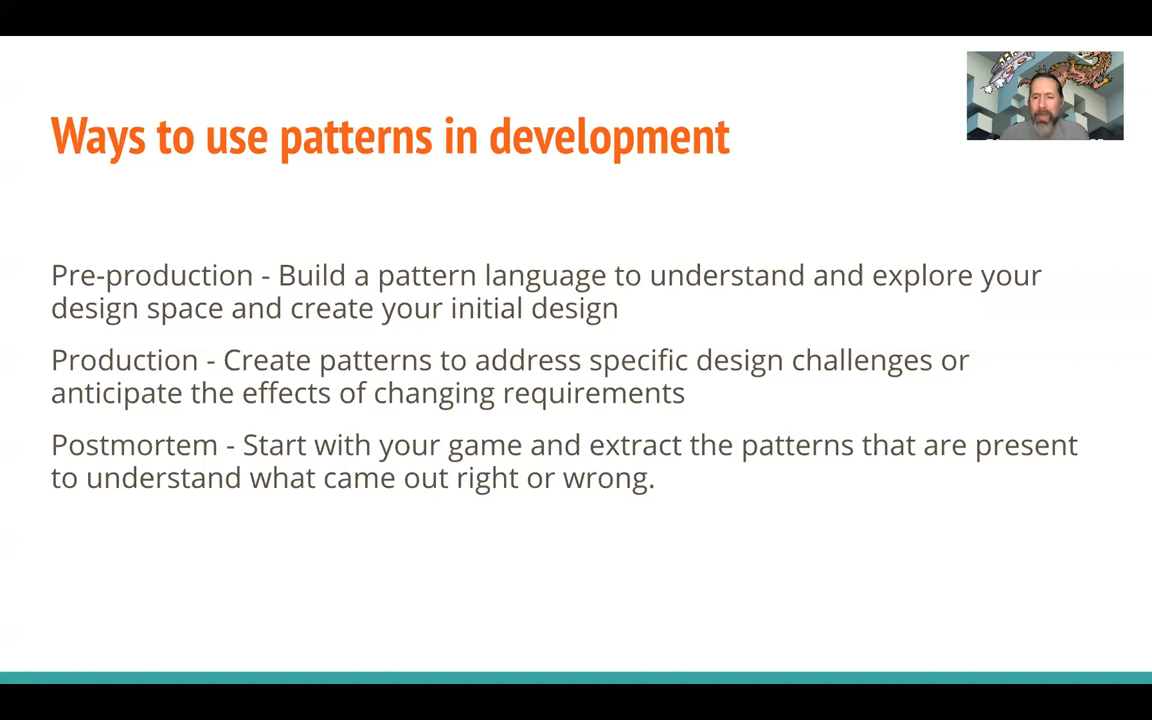 Ways to use patterns in development
Pre-production - Build a pattern language to understand and explore your
design space and create your initial design
Production - Create patterns to address specific design challenges or
anticipate the effects of changing requirements
Postmortem - Start with your game and extract the patterns that are present
to understand what came out right or wrong.